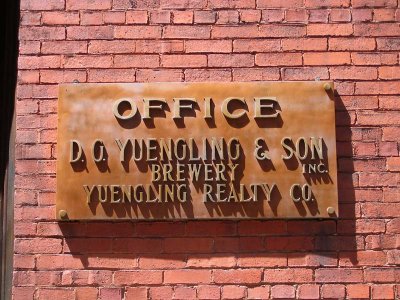 OFFICE
D. G. YUENGLING & SON INC.
BREWERY
YUENGLING REALTY CO.